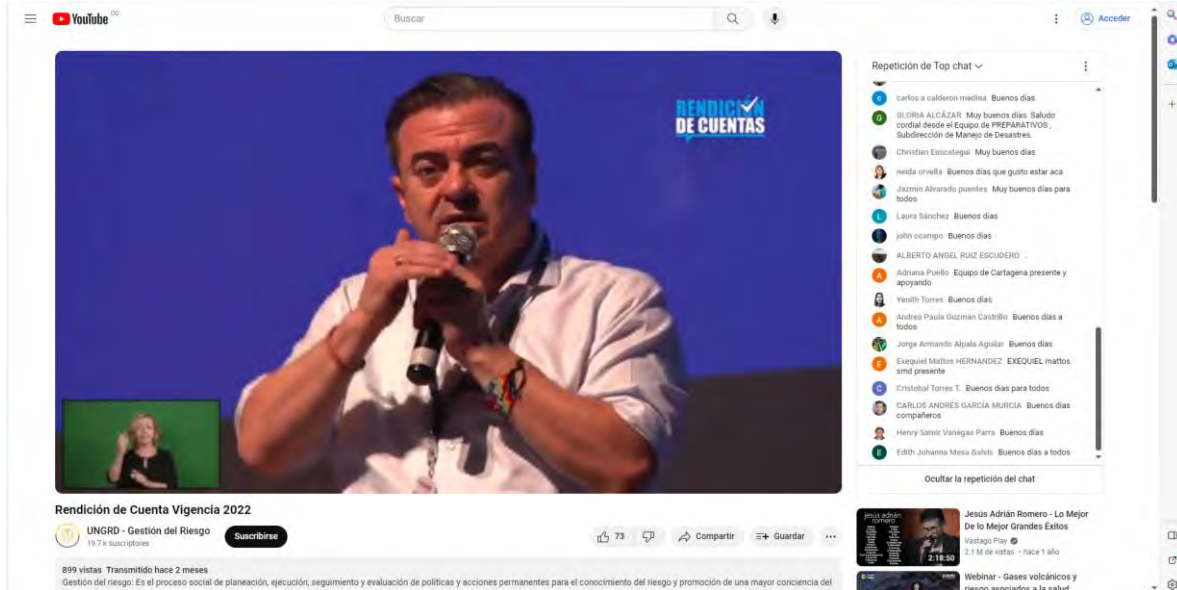 YouTube CO
Buscar
Acceder
RENDICIÓN
DE CUENTAS
Repetición de Top chat
carlos a calderon medina Buenos días
GLORIA ALCÁZAR Muy buenos días. Saludo
cordial desde el Equipo de PREPARATIVOS ,
Subdirección de Manejo de Desastres.
Christian Euscategui Muy buenos días
neida orvella Buenos días que gusto estar aca
Jazmin Alvarado puentes Muy buenos días para
todos
Laura Sánchez Buenos días
john ocampo Buenos días
ALBERTO ANGEL RUIZ ESCUDERO .
Adriana Puello Equipo de Cartagena presente y
apoyando
Yenith Torres Buenos días
Andrea Paola Guzmán Castrillo Buenos días a
todos
Jorge Armando Alpala Aguilar Buenos días
Exequiel Mattos HERNANDEZ EXEQUIEL mattos
smd presente
Cristobal Torres T. Buenos días para todos
CARLOS ANDRÉS GARCÍA MURCIA Buenos días
compañeros
Henry Samir Vanegas Parra Buenos días
Edith Johanna Mesa Galvis Buenos días a todos
Ocultar la repetición del chat
Rendición de Cuenta Vigencia 2022
UNGRD - Gestión del Riesgo
19.7 k suscriptores
Suscribirse
73
Compartir
Guardar
899 vistas Transmitido hace 2 meses
Gestión del riesgo: Es el proceso social de planeación, ejecución, seguimiento y evaluación de políticas y acciones permanentes para el conocimiento del riesgo y promoción de una mayor conciencia del
jesús adrián
romero
2:18:50
Jesús Adrián Romero - Lo Mejor
De lo Mejor Grandes Éxitos
Vastago Play
2.1 M de vistas • hace 1 año
Webinar - Gases volcánicos y
riesgo asociados a la salud